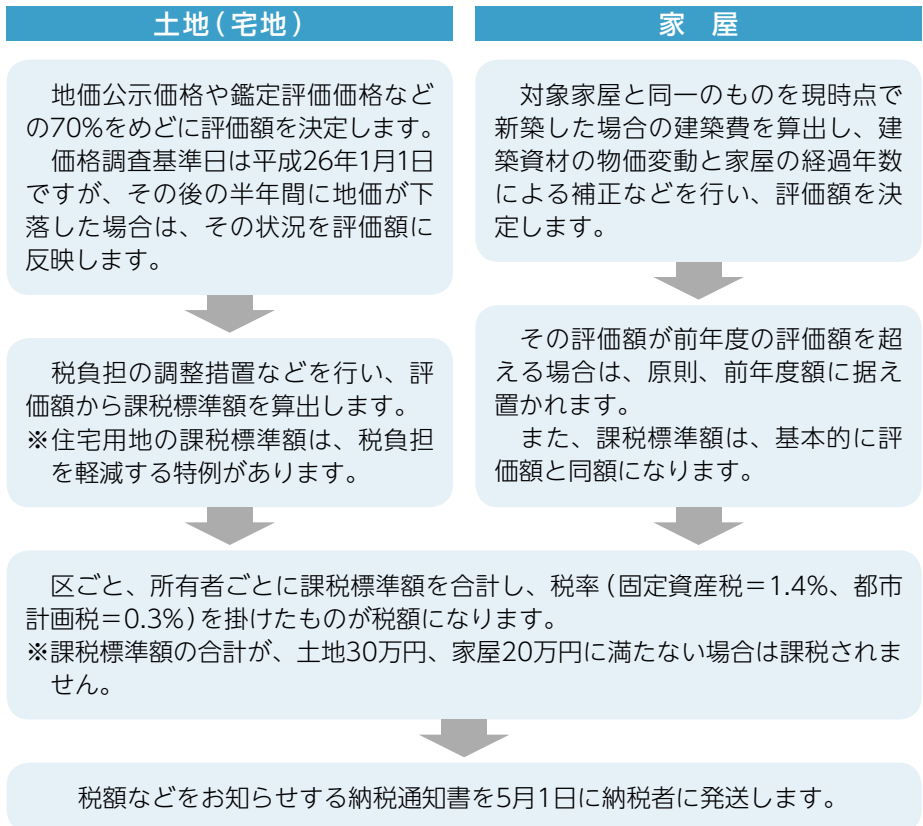 土地(宅地)
地価公示価格や鑑定評価価格など
の70%をめどに評価額を決定します。
価格調査基準日は平成26年1月1日
ですが、その後の半年間に地価が下
落した場合は、その状況を評価額に
反映します。
税負担の調整措置などを行い、評
価額から課税標準額を算出します。
※住宅用地の課税標準額は、税負担
を軽減する特例があります。
家 屋
対象家屋と同一のものを現時点で
新築した場合の建築費を算出し、建
築資材の物価変動と家屋の経過年数
による補正などを行い、評価額を決
定します。
その評価額が前年度の評価額を超
える場合は、原則、前年度額に据え
置かれます。
また、課税標準額は、基本的に評
価額と同額になります。
区ごと、所有者ごとに課税標準額を合計し、税率(固定資産税=1.4%、都市
計画税=0.3%)を掛けたものが税額になります。
※課税標準額の合計が、土地30万円、家屋20万円に満たない場合は課税されま
せん。
税額などをお知らせする納税通知書を5月1日に納税者に発送します。